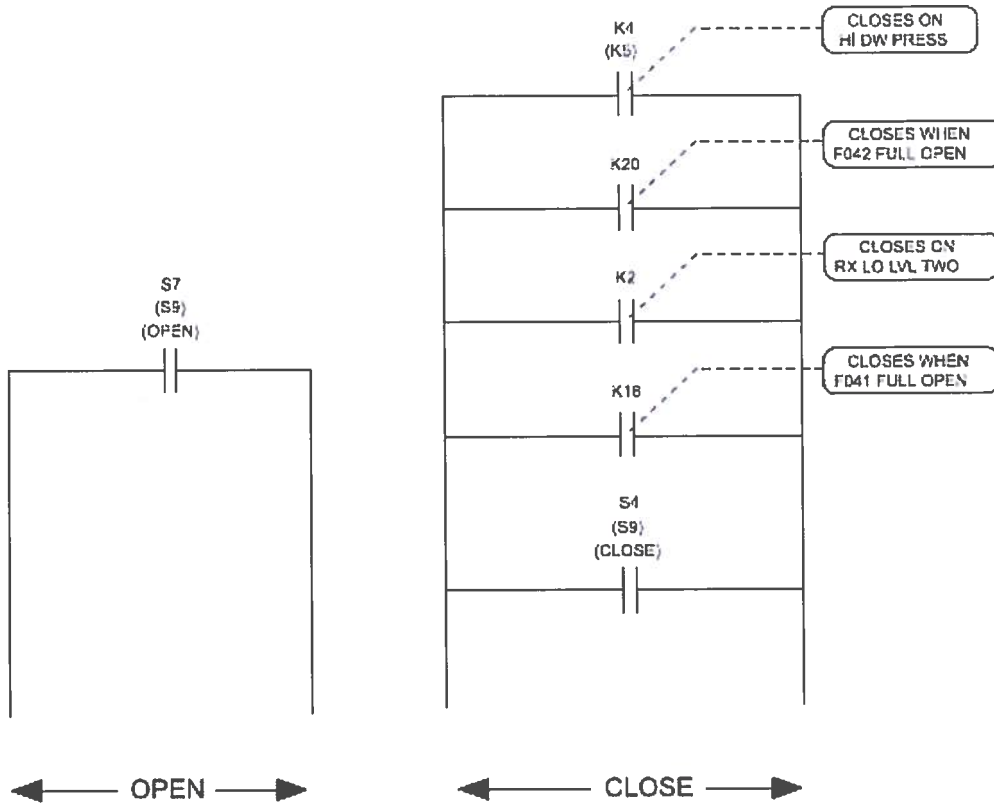 K4
(K5)
CLOSES ON
HI DW PRESS
K20
CLOSES WHEN
F042 FULL OPEN
K2
CLOSES ON
RX LO LVL TWO
S7
(S9)
(OPEN)
K18
CLOSES WHEN
F041 FULL OPEN
S4
(S9)
(CLOSE)
OPEN
CLOSE